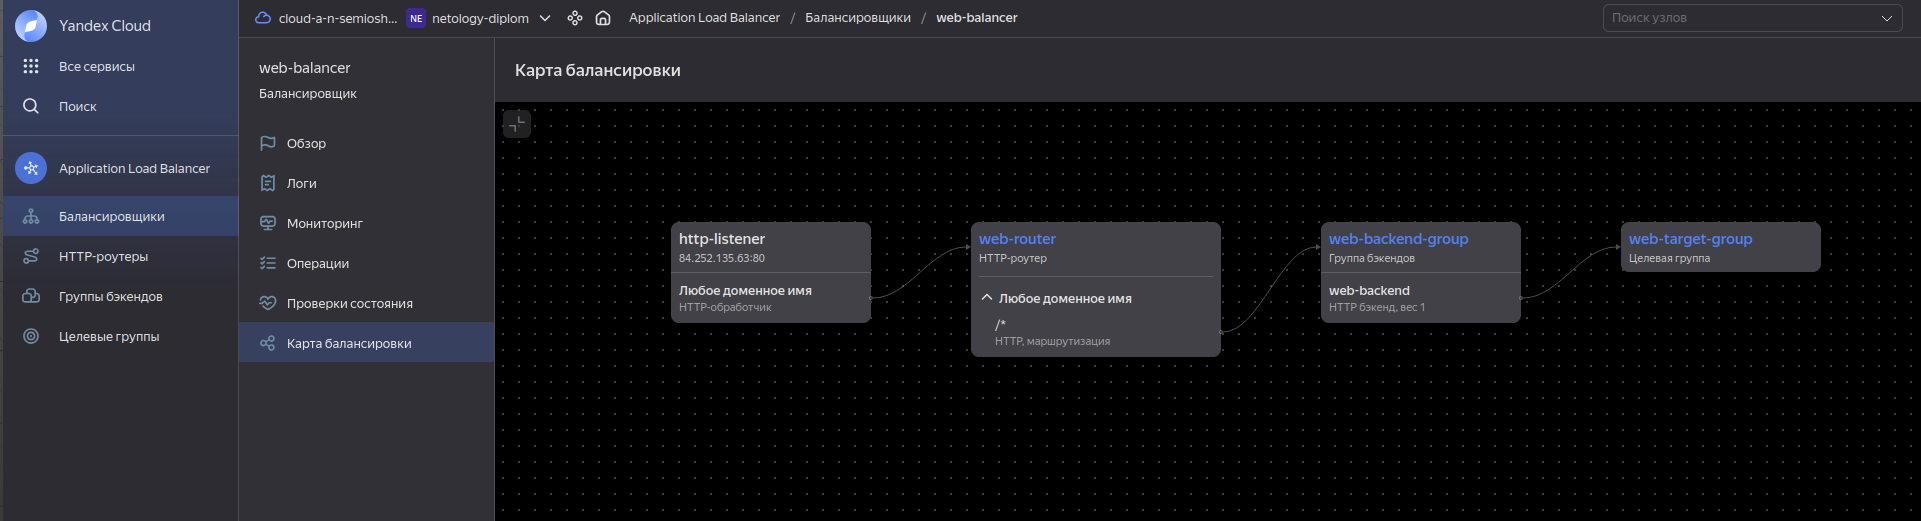 Yandex Cloud
Все сервисы
Поиск
Application Load Balancer
Балансировщики
HTTP-роутеры
Группы бэкендов
Целевые группы
cloud-a-n-semiosh... NE netology-diplom Application Load Balancer / Балансировщики / web-balancer
Поиск узлов
web-balancer
Балансировщик
Обзор
Логи
Мониторинг
Операции
Проверки состояния
Карта балансировки
Карта балансировки
http-listener
84.252.135.63:80
Любое доменное имя
HTTP-обработчик
web-router
HTTP-роутер
Любое доменное имя
/*
HTTP, маршрутизация
web-backend-group
Группа бэкендов
web-backend
HTTP бэкенд, вес 1
web-target-group
Целевая группа